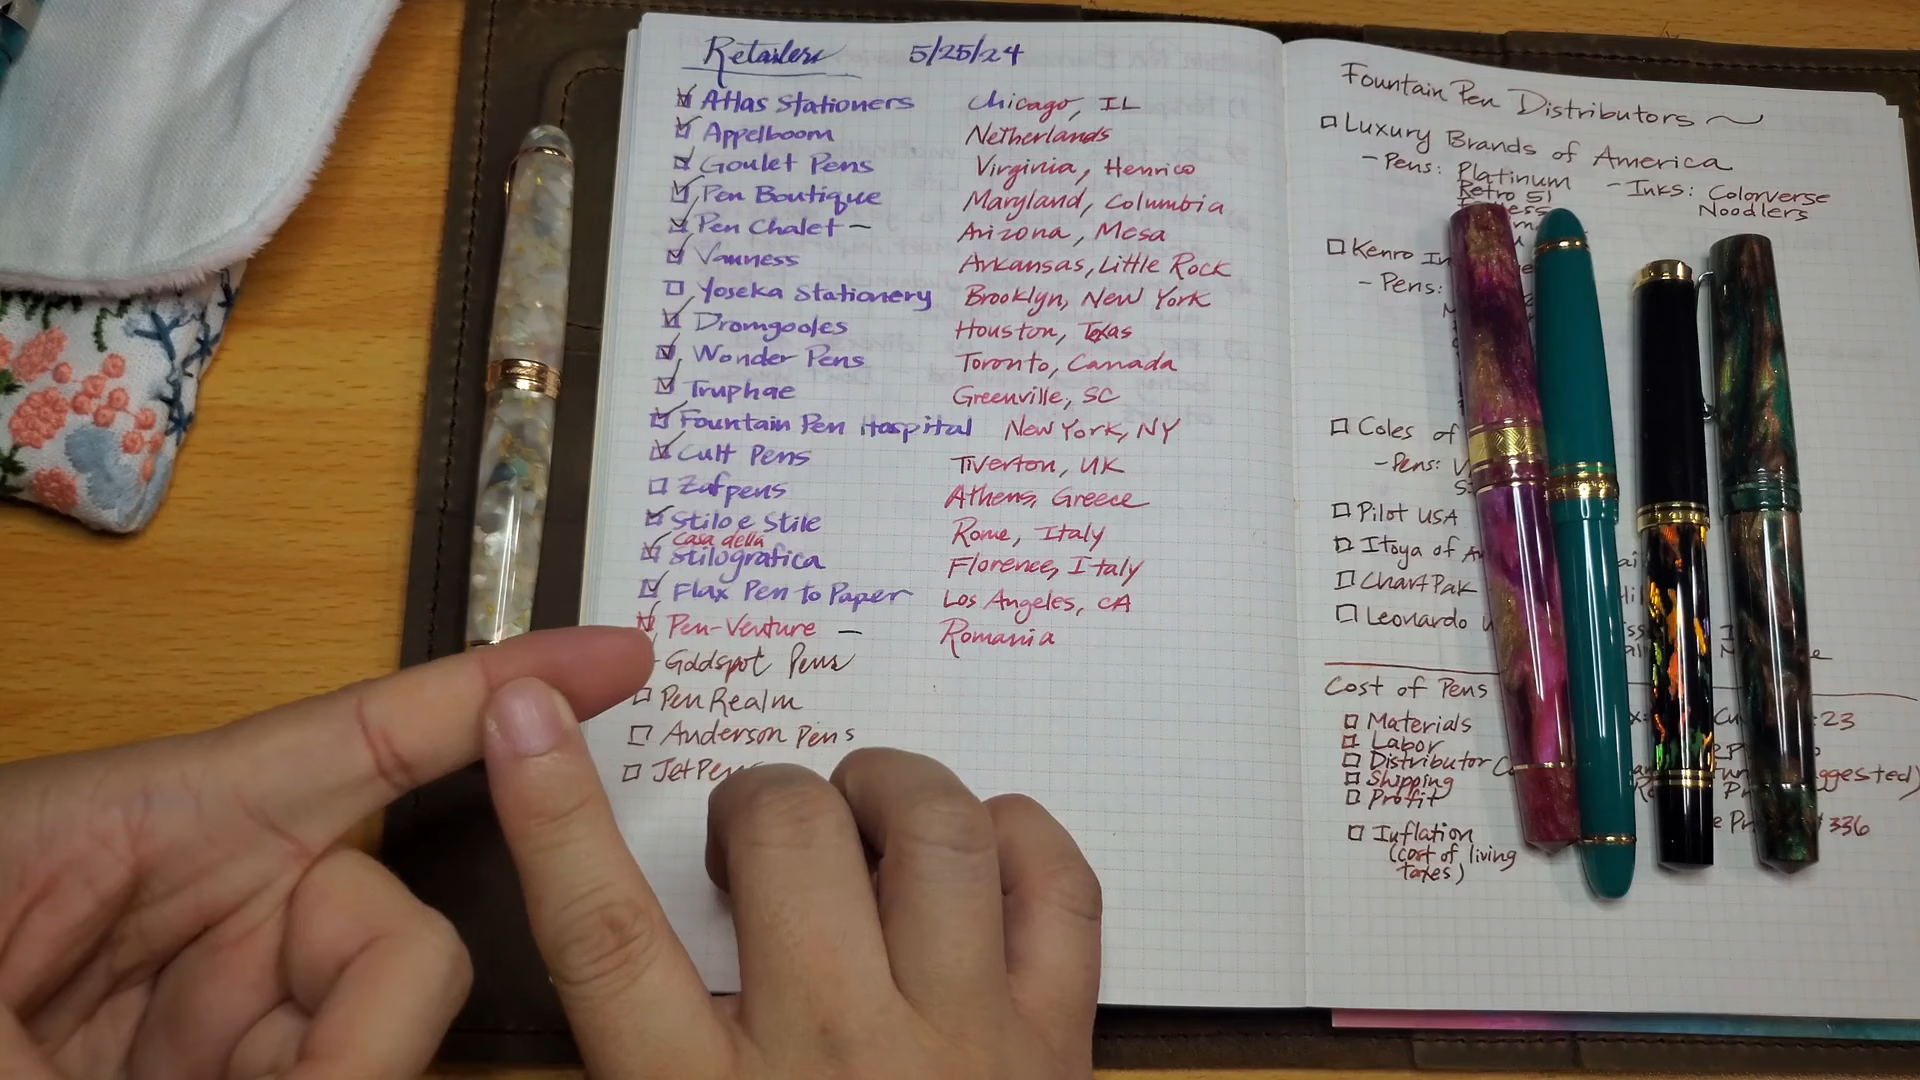 Retailers 5/25/24
Atlas Stationers Chicago, IL
Appelboom Netherlands
Goulet Pens Virginia, Henrico
Pen Boutique Maryland, Columbia
Pen Chalet - Arizona, Mesa
Vanness Arkansas, Little Rock
Yoseka Stationery Brooklyn, New York
Dromgooles Houston, Texas
Wonder Pens Toronto, Canada
Truphae Greenville, SC
Fountain Pen Hospital New York, NY
Cult Pens Tiverton, UK
Zafpens Athens, Greece
Stilo e Stile Rome, Italy
Casa della
Stilografica Florence, Italy
Flax Pen to Paper Los Angeles, CA
Pen-Venture - Romania
Goldspot Pens
Pen Realm
Anderson Pens
JetPens
Fountain Pen Distributors
Luxury Brands of America
- Pens: Platinum - Inks: Colorverse
Retro 51 Noodlers
Kenro
- Pens:
Coles of
- Pens:
Pilot USA
Itoya of
ChartPak
Leonardo
Cost of Pens
Materials 23
Labor
Distributor
Shipping
Profit
Inflation 336
(cost of living
taxes)